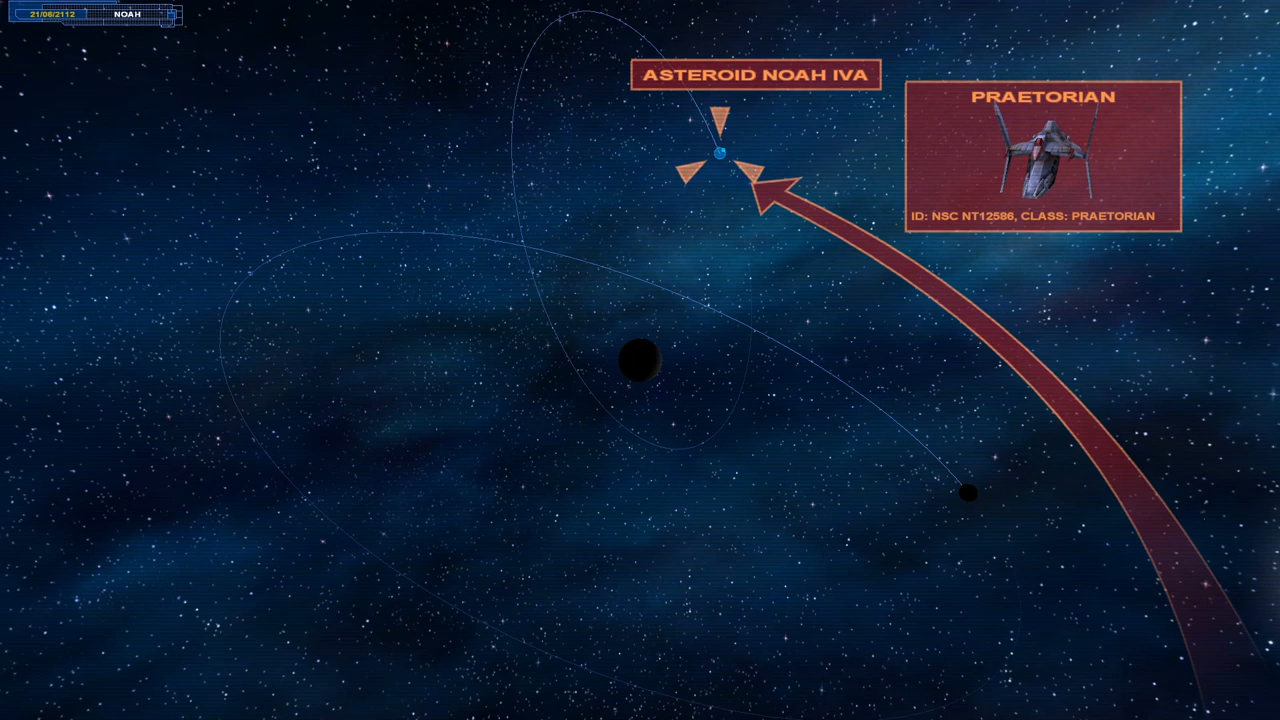 21/06/2112 NOAH
ASTEROID NOAH IVA
PRAETORIAN
ID: NSC NT12586, CLASS: PRAETORIAN